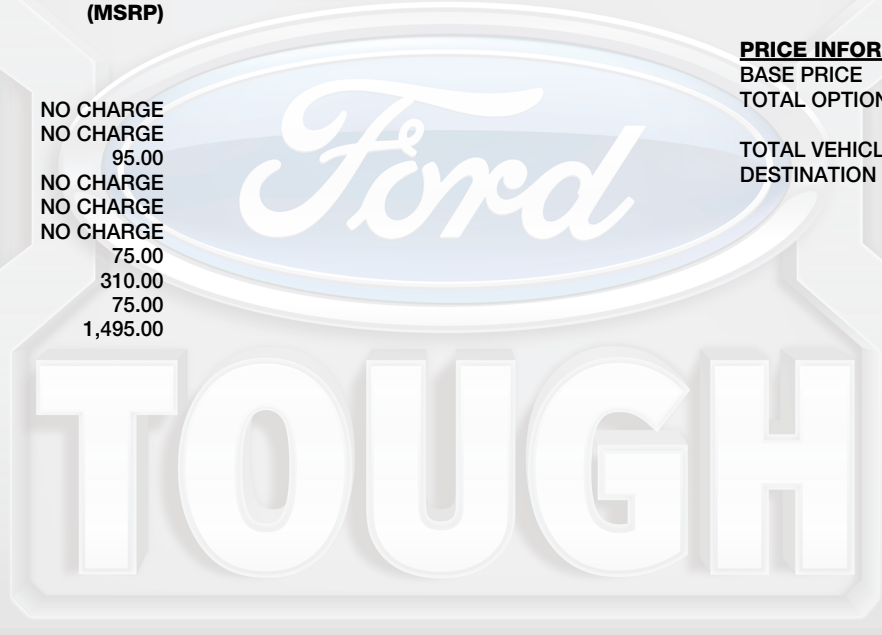 (MSRP)
NO CHARGE
NO CHARGE
95.00
NO CHARGE
NO CHARGE
NO CHARGE
75.00
310.00
75.00
1,495.00
PRICE INFOR
BASE PRICE
TOTAL OPTION
TOTAL VEHICL
DESTINATION
Ford
TOUGH